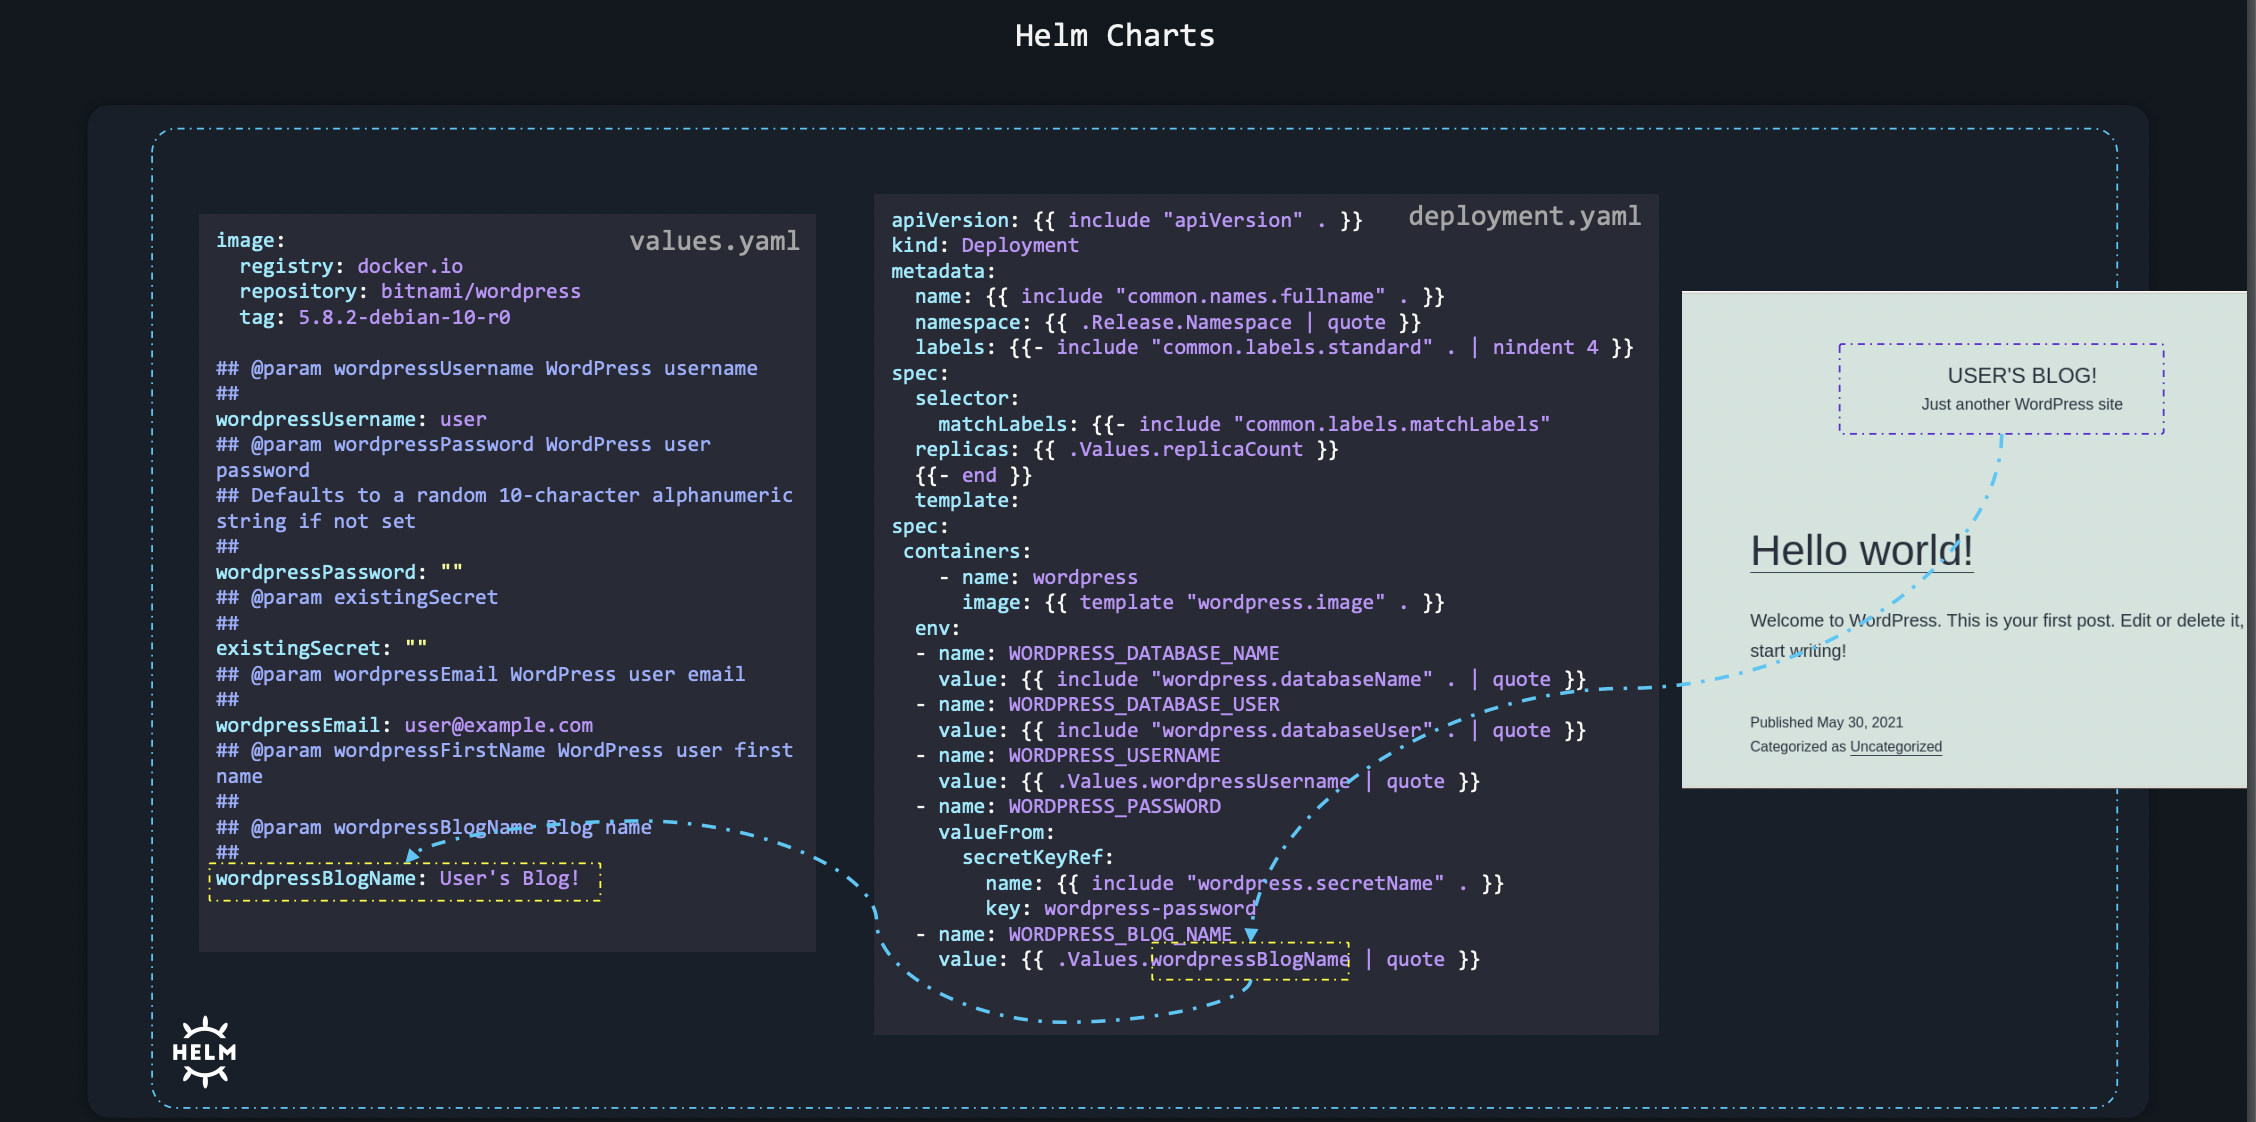 Helm Charts
values.yaml
image:
  registry: docker.io
  repository: bitnami/wordpress
  tag: 5.8.2-debian-10-r0
## @param wordpressUsername WordPress username
##
wordpressUsername: user
## @param wordpressPassword WordPress user
password
## Defaults to a random 10-character alphanumeric
string if not set
##
wordpressPassword: ""
## @param existingSecret
##
existingSecret: ""
## @param wordpressEmail WordPress user email
##
wordpressEmail: user@example.com
## @param wordpressFirstName WordPress user first
name
##
## @param wordpressBlogName Blog name
##
wordpressBlogName: User's Blog!
deployment.yaml
apiVersion: {{ include "apiVersion" . }}
kind: Deployment
metadata:
  name: {{ include "common.names.fullname" . }}
  namespace: {{ .Release.Namespace | quote }}
  labels: {{- include "common.labels.standard" . | nindent 4 }}
spec:
  selector:
    matchLabels: {{- include "common.labels.matchLabels"
  replicas: {{ .Values.replicaCount }}
  {{- end }}
  template:
spec:
 containers:
    - name: wordpress
      image: {{ template "wordpress.image" . }}
  env:
  - name: WORDPRESS_DATABASE_NAME
    value: {{ include "wordpress.databaseName" . | quote }}
  - name: WORDPRESS_DATABASE_USER
    value: {{ include "wordpress.databaseUser" . | quote }}
  - name: WORDPRESS_USERNAME
    value: {{ .Values.wordpressUsername | quote }}
  - name: WORDPRESS_PASSWORD
    valueFrom:
      secretKeyRef:
        name: {{ include "wordpress.secretName" . }}
        key: wordpress-password
  - name: WORDPRESS_BLOG_NAME
    value: {{ .Values.wordpressBlogName | quote }}
USER'S BLOG!
Just another WordPress site
Hello world!
Welcome to WordPress. This is your first post. Edit or delete it,
start writing!
Published May 30, 2021
Categorized as Uncategorized
HELM